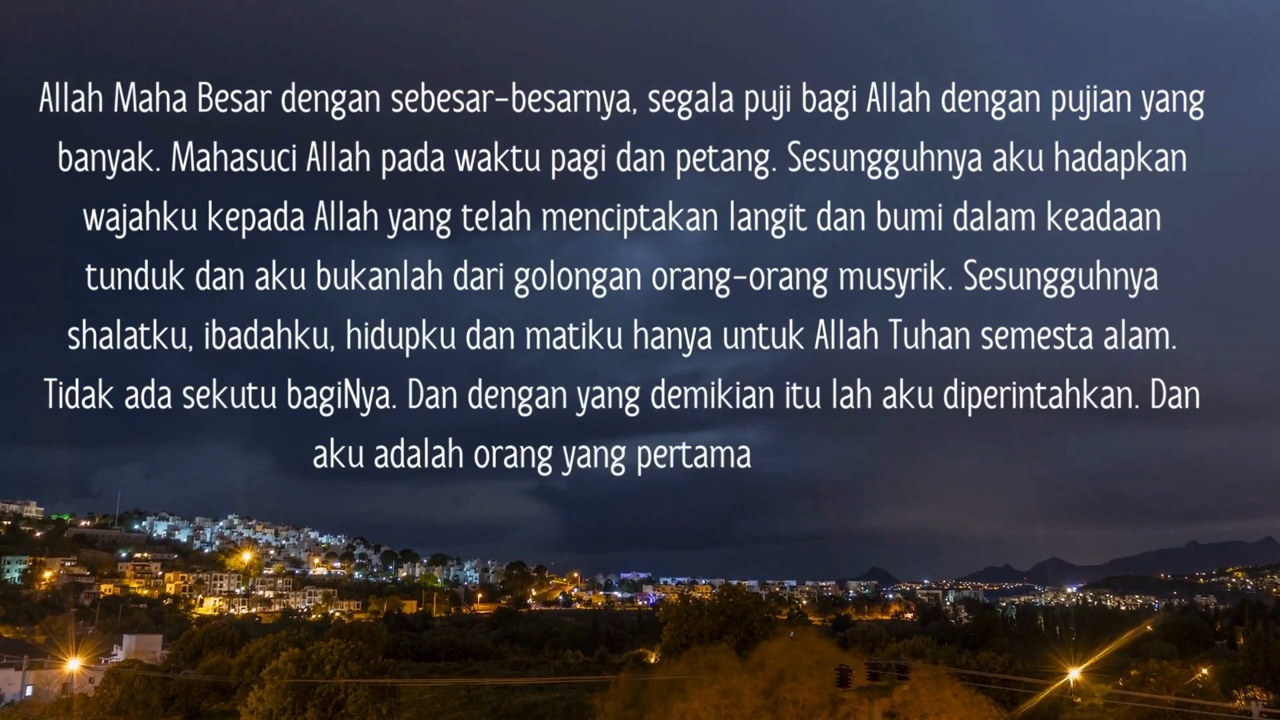 Allah Maha Besar dengan sebesar-besarnya, segala puji bagi Allah dengan pujian yang
banyak. Mahasuci Allah pada waktu pagi dan petang. Sesungguhnya aku hadapkan
wajahku kepada Allah yang telah menciptakan langit dan bumi dalam keadaan
tunduk dan aku bukanlah dari golongan orang-orang musyrik. Sesungguhnya
shalatku, ibadahku, hidupku dan matiku hanya untuk Allah Tuhan semesta alam.
Tidak ada sekutu bagiNya. Dan dengan yang demikian itu lah aku diperintahkan. Dan
aku adalah orang yang pertama